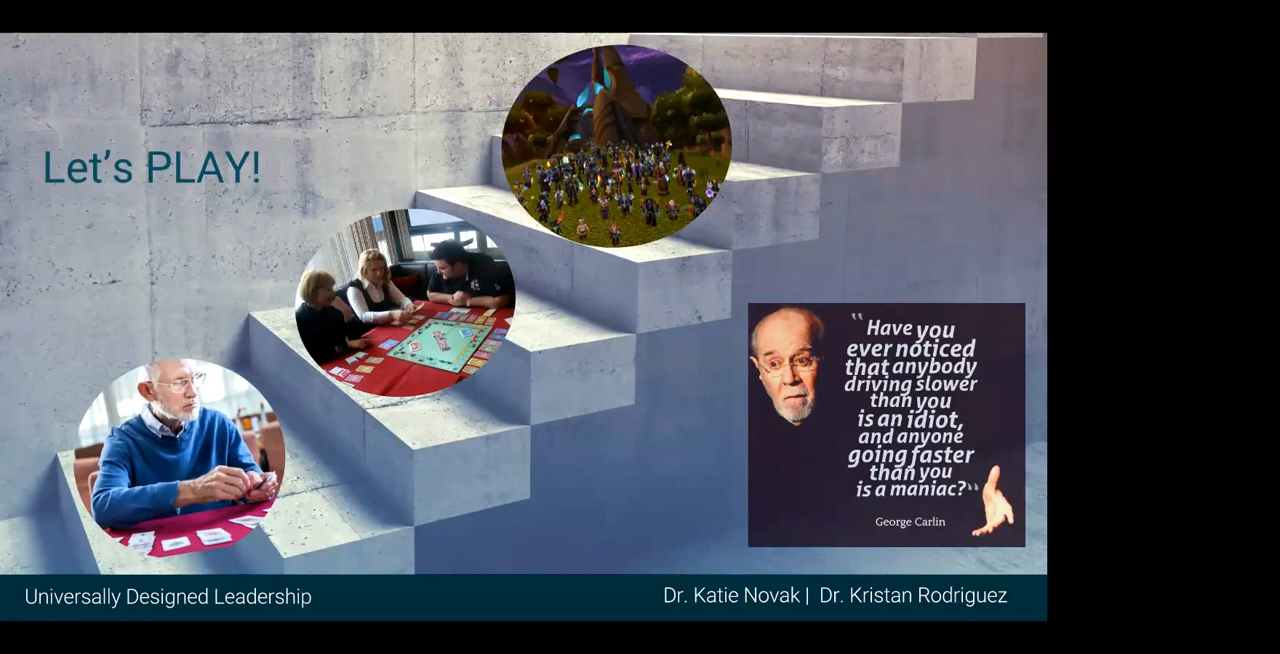 Let's PLAY!
"Have you
ever noticed
that anybody
driving slower
than you
is an idiot,
and anyone
going faster
than you
is a maniac?"
George Carlin
Universally Designed Leadership
Dr. Katie Novak | Dr. Kristan Rodriguez